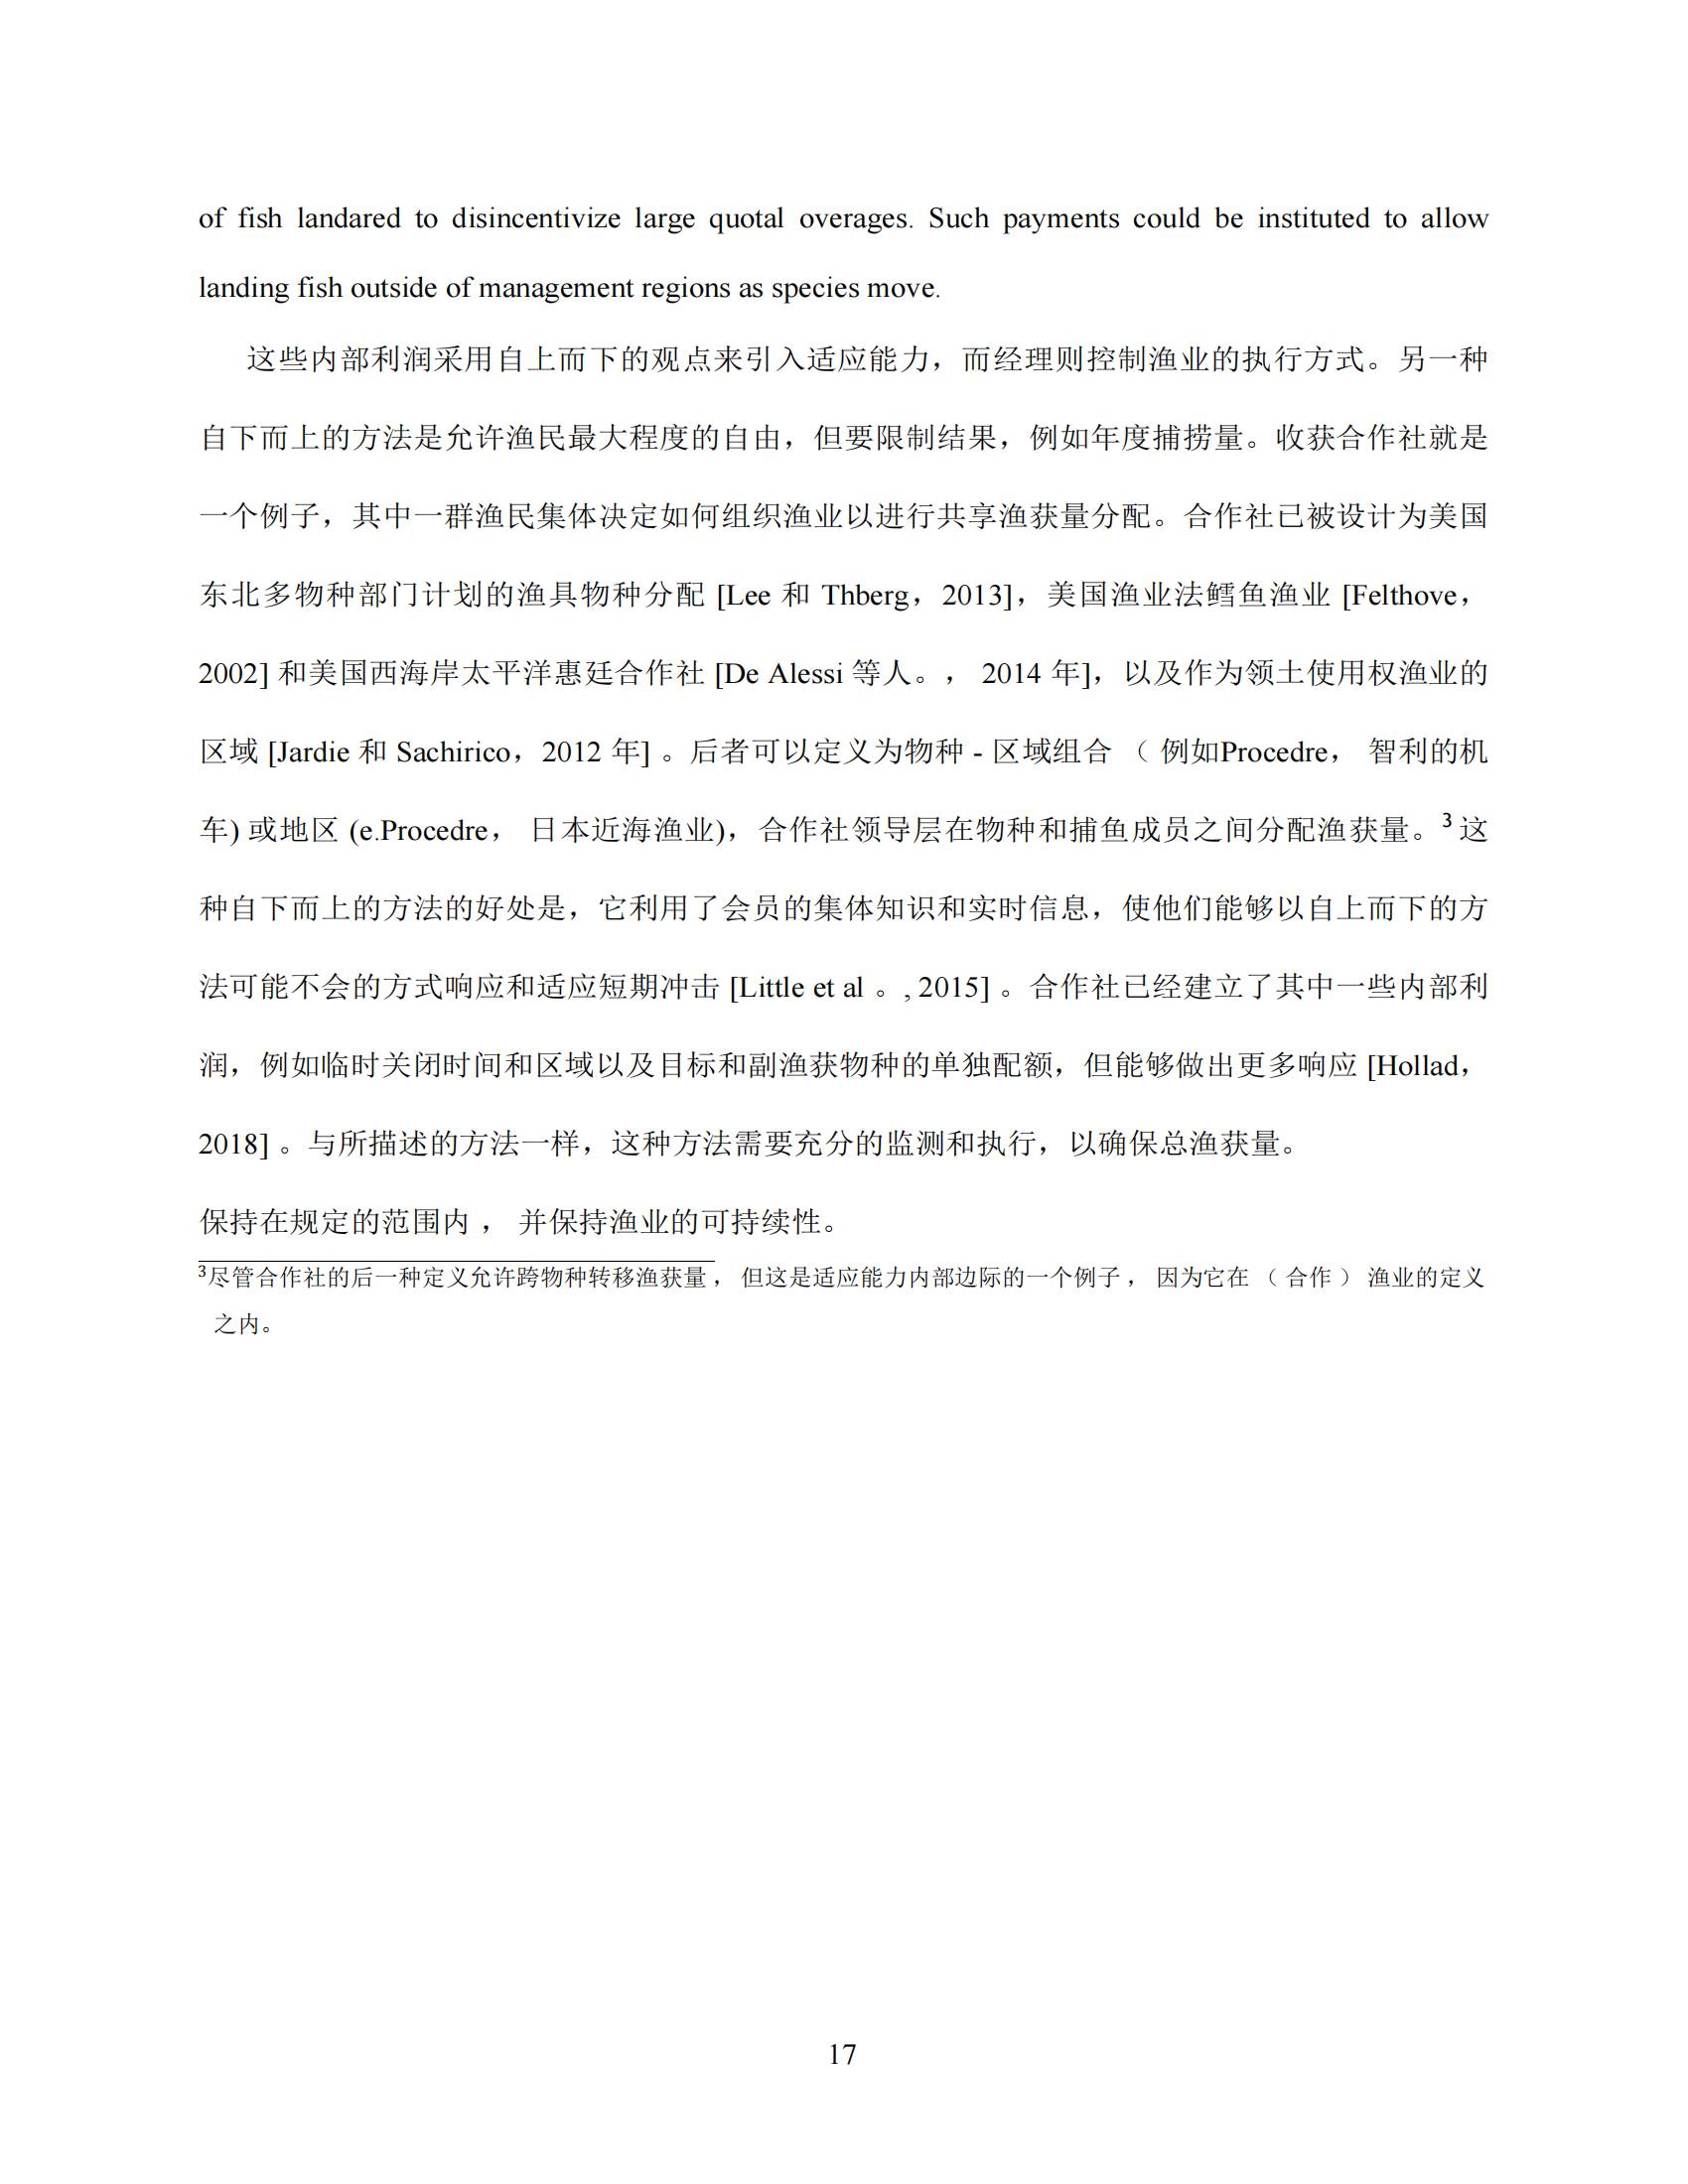 of fish landared to disincentivize large quotal overages. Such payments could be instituted to allow
landing fish outside of management regions as species move.
这些内部利润采用自上而下的观点来引入适应能力，而经理则控制渔业的执行方式。另一种
自下而上的方法是允许渔民最大程度的自由，但要限制结果，例如年度捕捞量。收获合作社就是
一个例子，其中一群渔民集体决定如何组织渔业以进行共享渔获量分配。合作社已被设计为美国
东北多物种部门计划的渔具物种分配 [Lee 和 Thberg，2013]，美国渔业法鳕鱼渔业 [Felthove，
2002] 和美国西海岸太平洋惠廷合作社 [De Alessi 等人。， 2014 年]，以及作为领土使用权渔业的
区域 [Jardie 和 Sachirico，2012 年] 。后者可以定义为物种 - 区域组合 （ 例如Procedre， 智利的机
车) 或地区 (e.Procedre， 日本近海渔业)，合作社领导层在物种和捕鱼成员之间分配渔获量。3 这
种自下而上的方法的好处是，它利用了会员的集体知识和实时信息，使他们能够以自上而下的方
法可能不会的方式响应和适应短期冲击 [Little et al 。, 2015] 。合作社已经建立了其中一些内部利
润，例如临时关闭时间和区域以及目标和副渔获物种的单独配额，但能够做出更多响应 [Hollad，
2018] 。与所描述的方法一样，这种方法需要充分的监测和执行，以确保总渔获量。
保持在规定的范围内 ， 并保持渔业的可持续性。
3尽管合作社的后一种定义允许跨物种转移渔获量 ， 但这是适应能力内部边际的一个例子 ， 因为它在 （ 合作 ） 渔业的定义
之内。
17